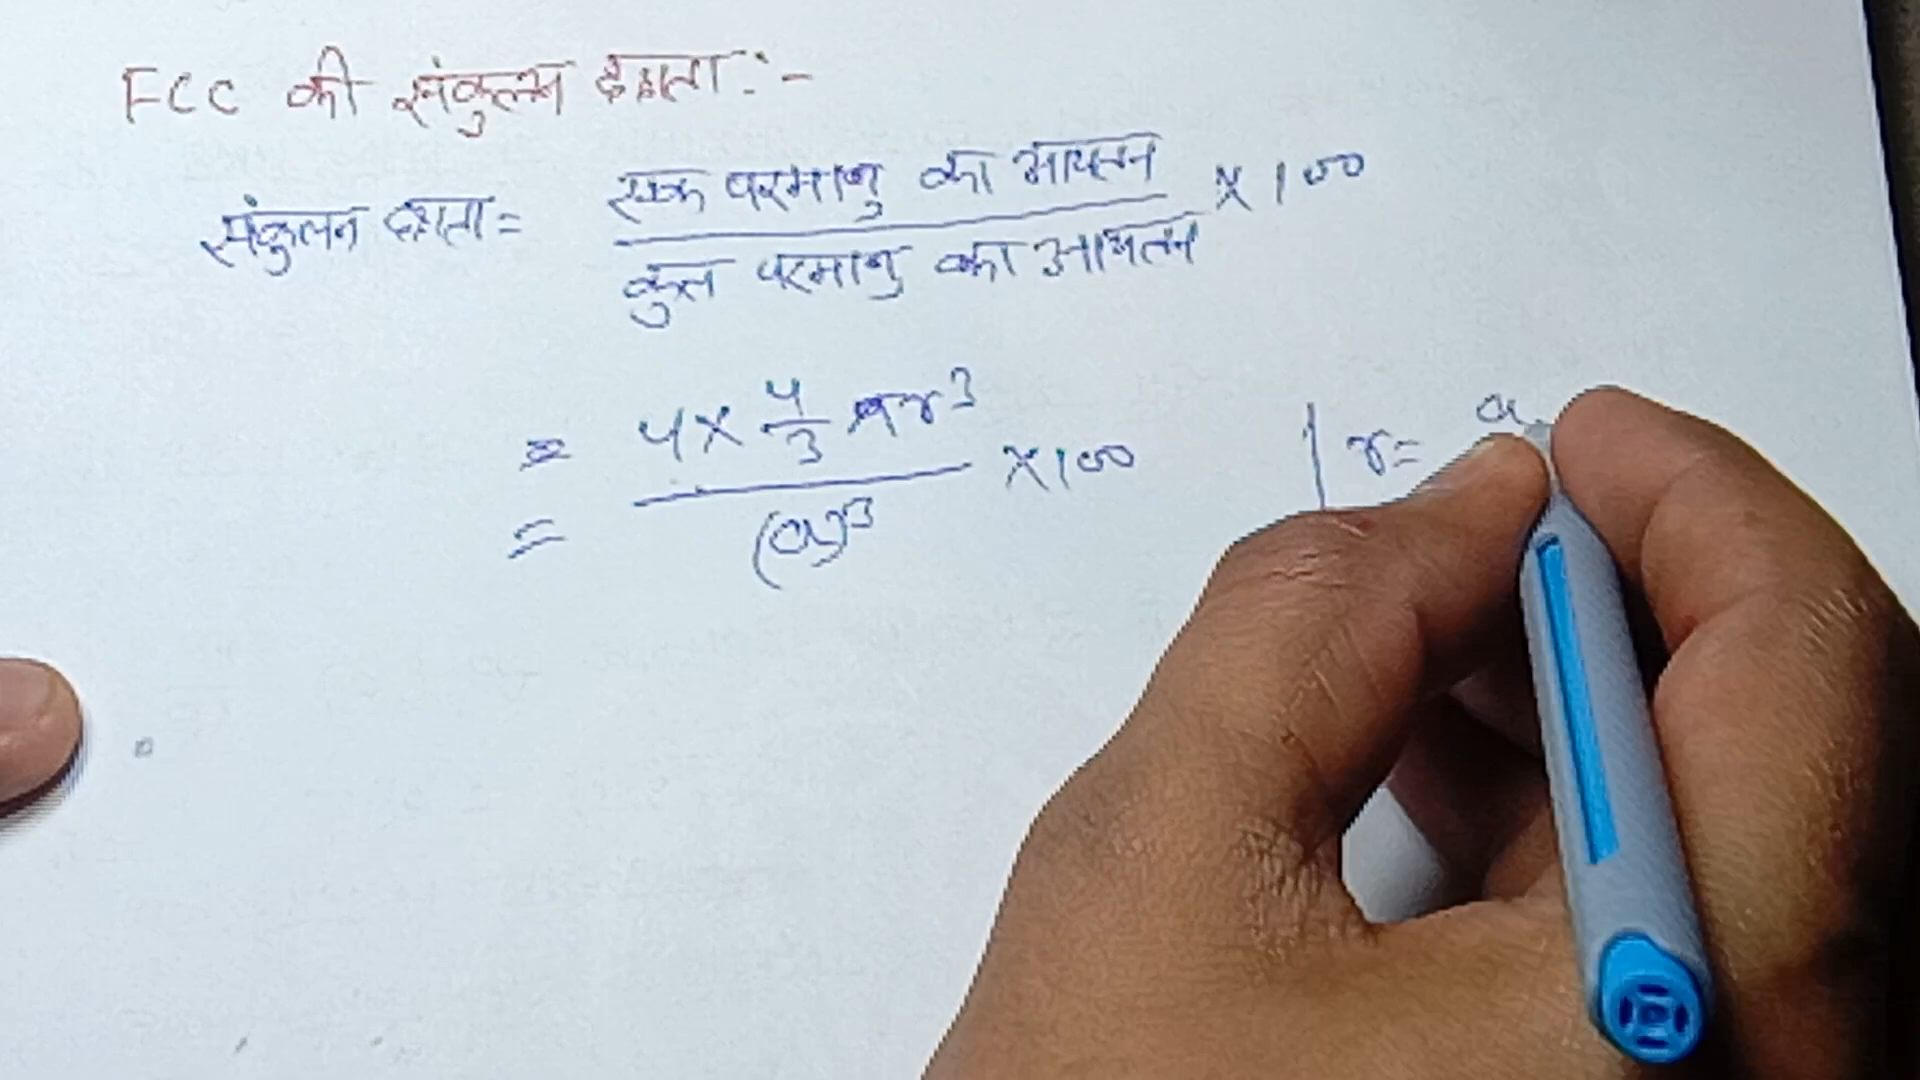 FCC की संकुलन क्षमता :-
संकुलन क्षमता = एक परमाणु का आयतन / कुल परमाणु का आयतन × 100
= 4 × 4/3 πr³ / (a)³ × 100 | r = a
=